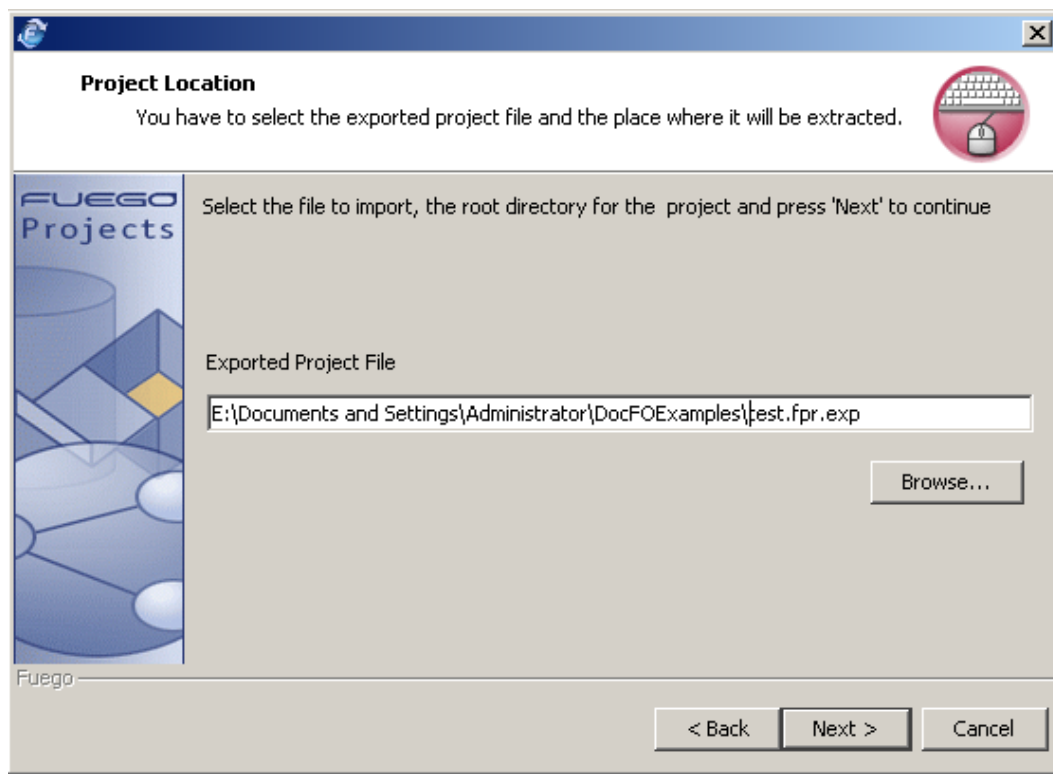 Project Location
You have to select the exported project file and the place where it will be extracted.
FUEGO
Projects
Select the file to import, the root directory for the  project and press 'Next' to continue
Exported Project File
E:\Documents and Settings\Administrator\DocFOExamples\test.fpr.exp
Browse...
Fuego
< Back
Next >
Cancel